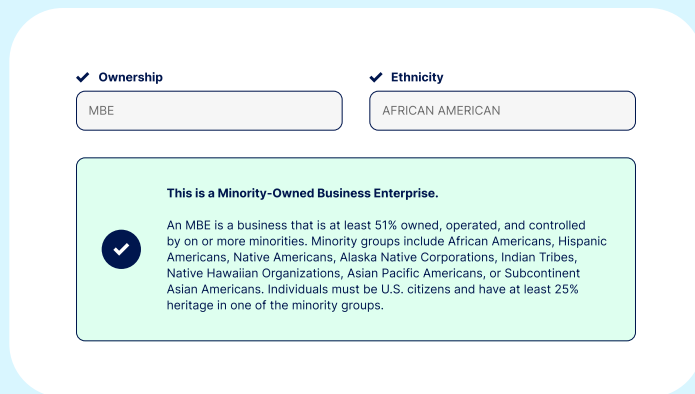 Ownership
Ethnicity
MBE
AFRICAN AMERICAN
This is a Minority-Owned Business Enterprise.
An MBE is a business that is at least 51% owned, operated, and controlled
by on or more minorities. Minority groups include African Americans, Hispanic
Americans, Native Americans, Alaska Native Corporations, Indian Tribes,
Native Hawaiian Organizations, Asian Pacific Americans, or Subcontinent
Asian Americans. Individuals must be U.S. citizens and have at least 25%
heritage in one of the minority groups.